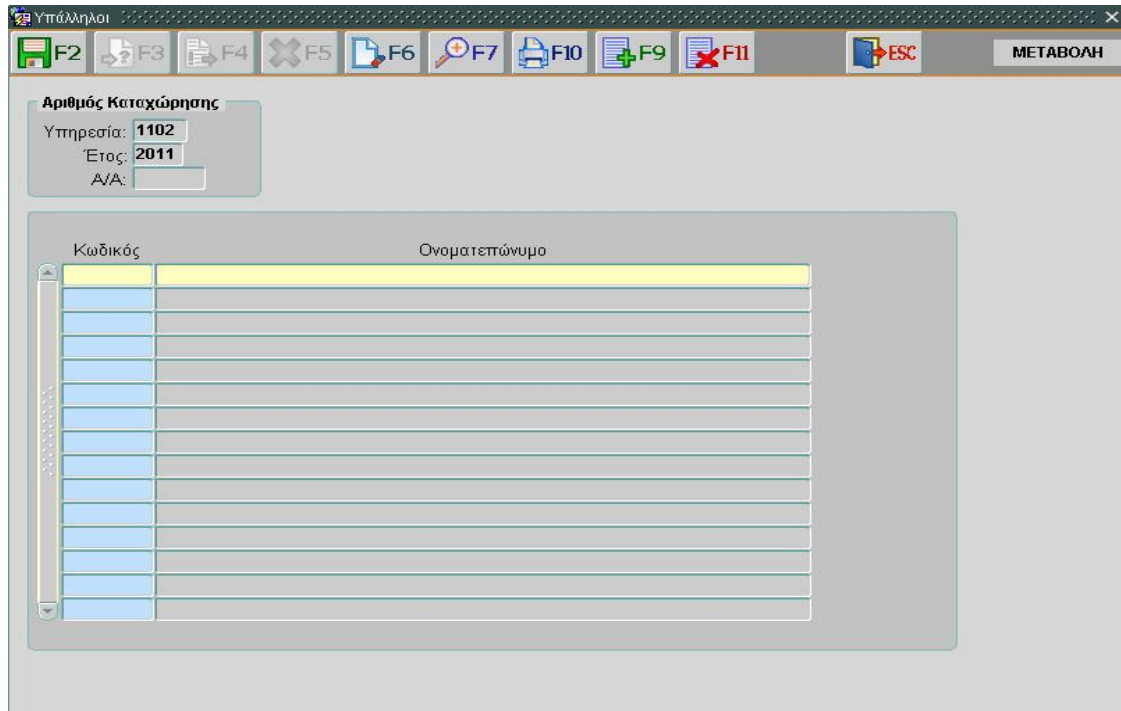 Υπάλληλοι
F2 F3 F4 F5 F6 F7 F10 F9 F11 ESC ΜΕΤΑΒΟΛΗ
Αριθμός Καταχώρησης
Υπηρεσία: 1102
Έτος: 2011
Α/Α:
Κωδικός Ονοματεπώνυμο